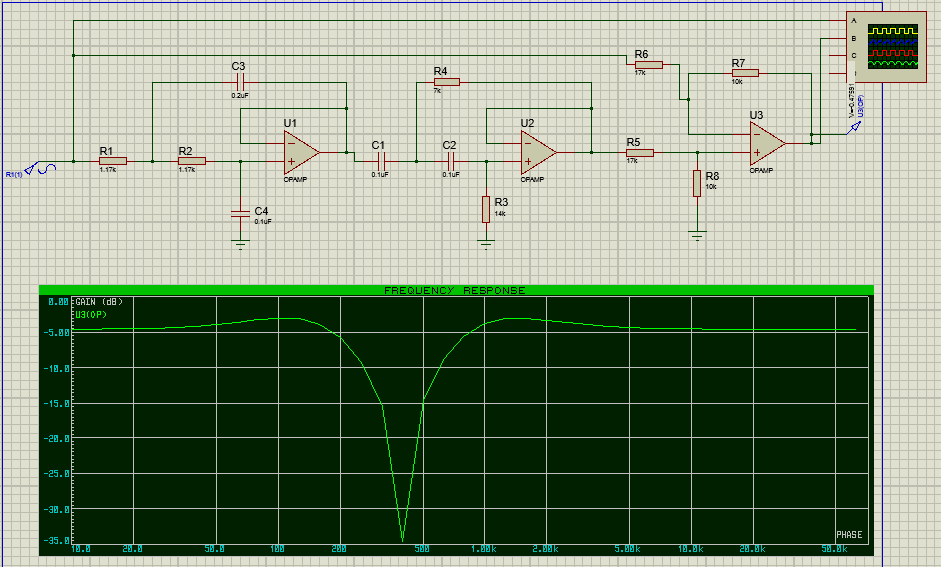 A
B
C
R6
17k
R7
10k
C3
0.2uF
R4
7k
V=-0.47591
U3(OP)
U1
U2
U3
R1(1)
R1
1.17k
R2
1.17k
OPAMP
C1
0.1uF
C2
0.1uF
OPAMP
R5
17k
OPAMP
C4
0.1uF
R3
14k
R8
10k
FREQUENCY RESPONSE
0.00
GAIN (dB)
U3(OP)
-5.00
-10.0
-15.0
-20.0
-25.0
-30.0
-35.0
PHASE
10.0
20.0
50.0
100
200
500
1.00k
2.00k
5.00k
10.0k
20.0k
50.0k